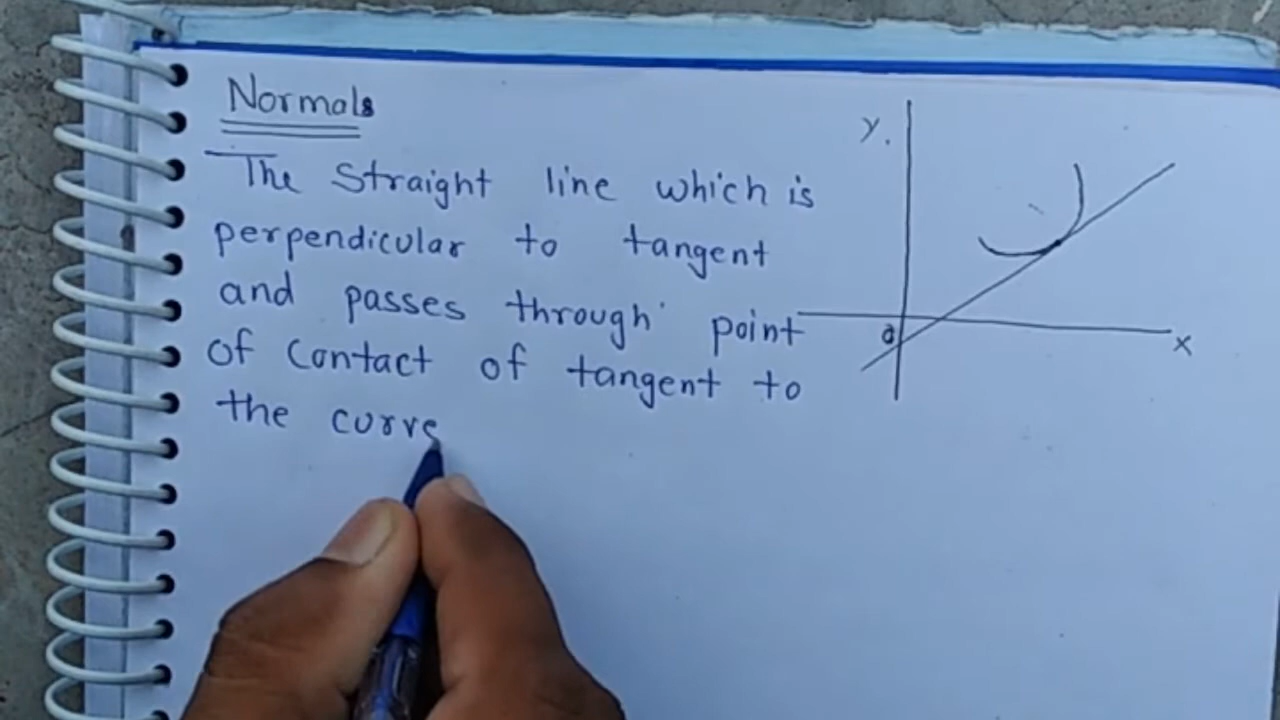 Normals
The straight line which is
perpendicular to tangent
and passes through point
of contact of tangent to
the curve
y.
0
x